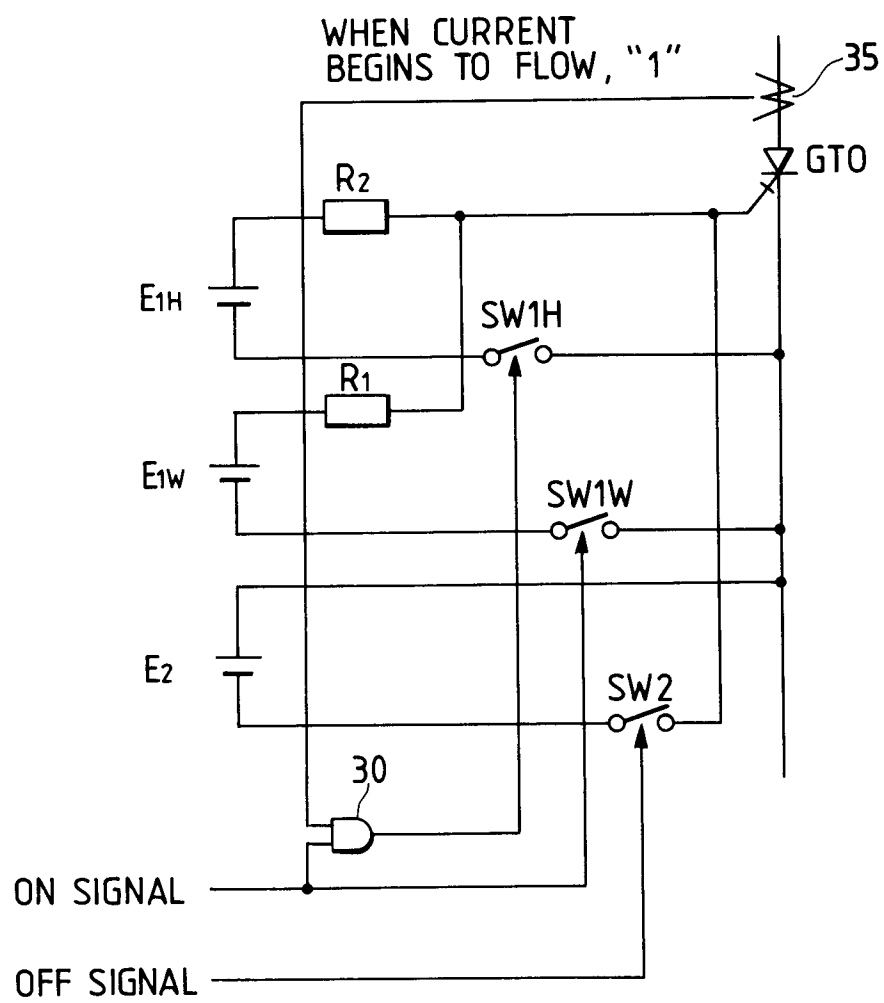 WHEN CURRENT
BEGINS TO FLOW, "1"
35
GTO
R2
E1H
SW1H
R1
E1W
SW1W
E2
SW2
30
ON SIGNAL
OFF SIGNAL